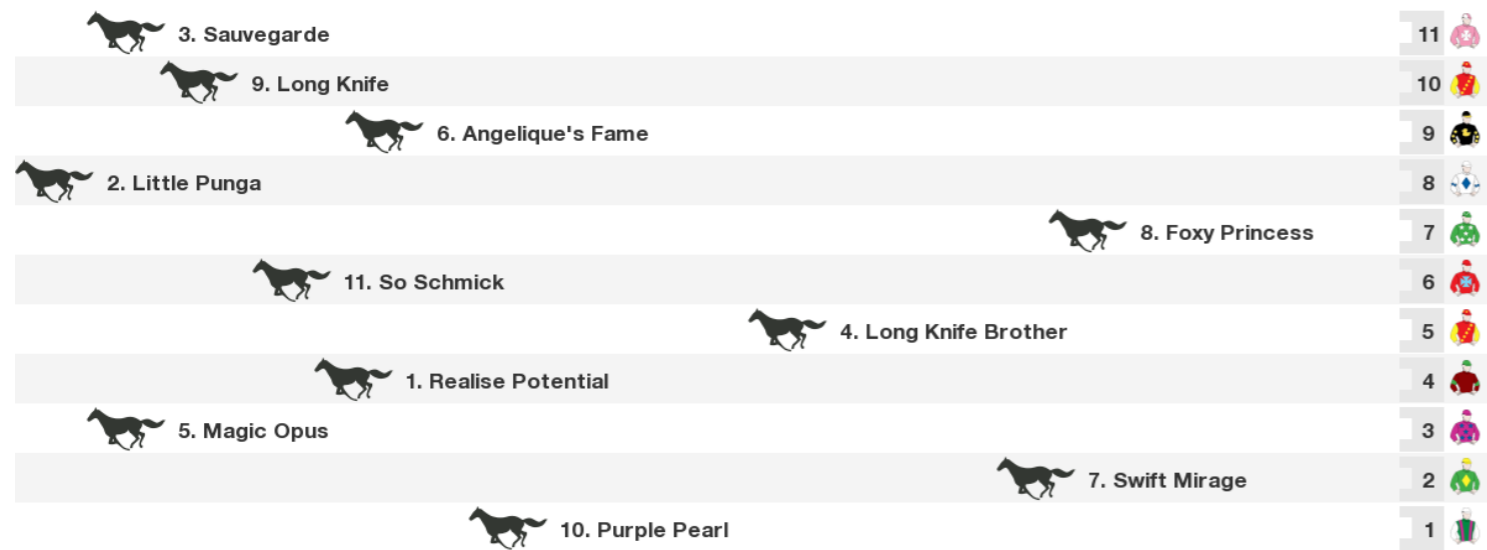 3. Sauvegarde 11
9. Long Knife 10
6. Angelique's Fame 9
2. Little Punga 8
8. Foxy Princess 7
11. So Schmick 6
4. Long Knife Brother 5
1. Realise Potential 4
5. Magic Opus 3
7. Swift Mirage 2
10. Purple Pearl 1